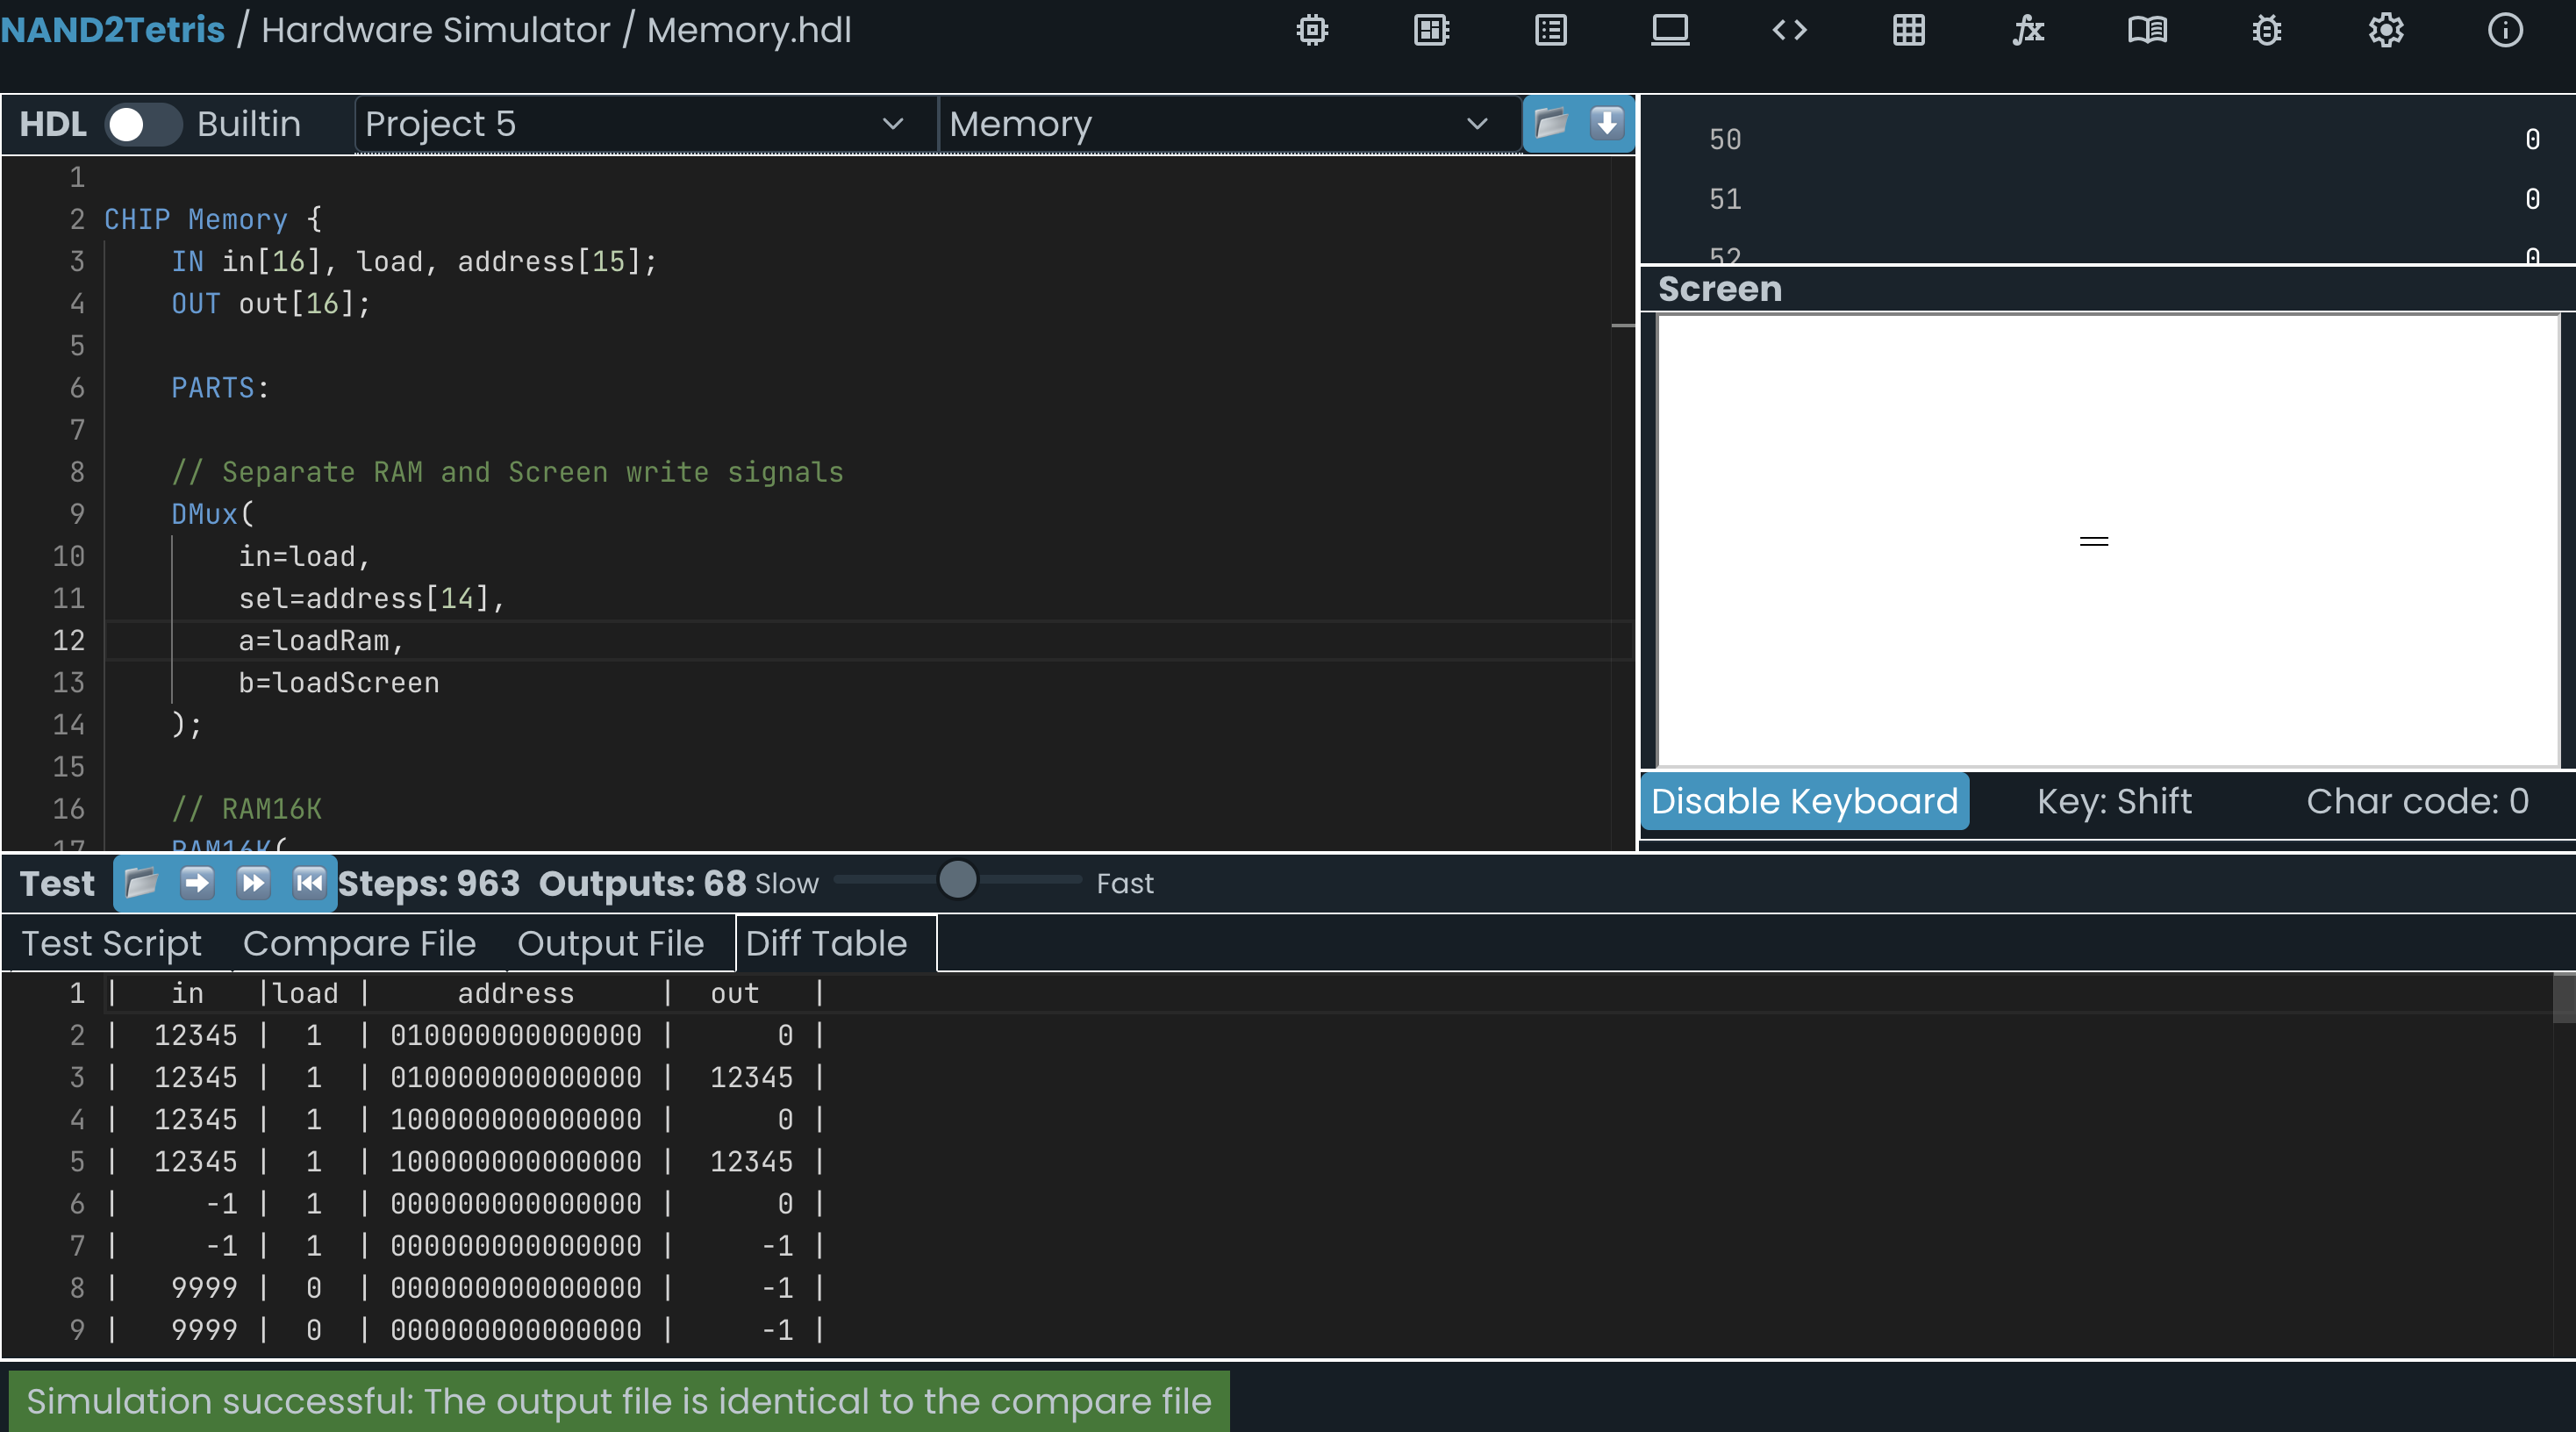 NAND2Tetris / Hardware Simulator / Memory.hdl
HDL Builtin Project 5 Memory
1
2 CHIP Memory {
3 IN in[16], load, address[15];
4 OUT out[16];
5
6 PARTS:
7
8 // Separate RAM and Screen write signals
9 DMux(
10 in=load,
11 sel=address[14],
12 a=loadRam,
13 b=loadScreen
14 );
15
16 // RAM16K
17 RAM16K(
50 0
51 0
52 0
Screen
Disable Keyboard Key: Shift Char code: 0
Test Steps: 963 Outputs: 68 Slow Fast
Test Script Compare File Output File Diff Table
1 | in |load | address | out |
2 | 12345 | 1 | 010000000000000 | 0 |
3 | 12345 | 1 | 010000000000000 | 12345 |
4 | 12345 | 1 | 100000000000000 | 0 |
5 | 12345 | 1 | 100000000000000 | 12345 |
6 | -1 | 1 | 000000000000000 | 0 |
7 | -1 | 1 | 000000000000000 | -1 |
8 | 9999 | 0 | 000000000000000 | -1 |
9 | 9999 | 0 | 000000000000000 | -1 |
Simulation successful: The output file is identical to the compare file